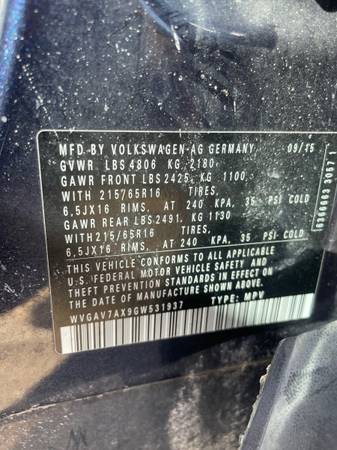 MFD BY VOLKSWAGEN-AG GERMANY 09/15
GVWR LBS 4806 KG 2180
GAWR FRONT LBS 2425, KG 1100,
WITH 215/65R16 TIRES,
6,5JX16 RIMS, AT 240 KPA, 35 PSI COLD
GAWR REAR LBS 2491, KG 1130
WITH 215/65R16 TIRES,
6,5JX16 RIMS, AT 240 KPA, 35 PSI COLD
THIS VEHICLE CONFORMS TO ALL APPLICABLE
U.S. FEDERAL MOTOR VEHICLE SAFETY STANDARDS
IN EFFECT ON THE DATE OF
MANUFACTURE SHOWN ABOVE.
WVGAV7AX9GW531937 TYPE: MPV